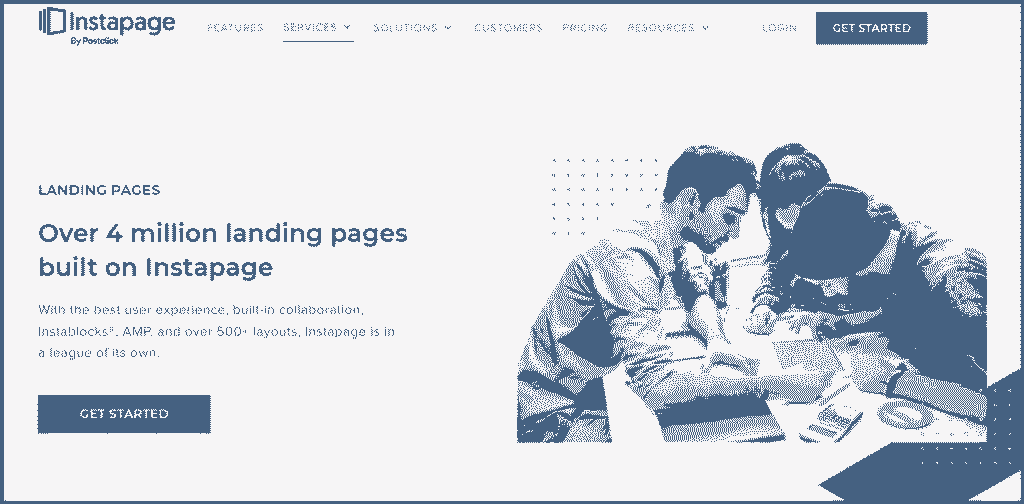 Instapage
By Postclick
FEATURES SERVICES SOLUTIONS CUSTOMERS PRICING RESOURCES LOGIN GET STARTED
LANDING PAGES
Over 4 million landing pages
built on Instapage
With the best user experience, built-in collaboration,
Instablocks®, AMP, and over 500+ layouts, Instapage is in
a league of its own.
GET STARTED